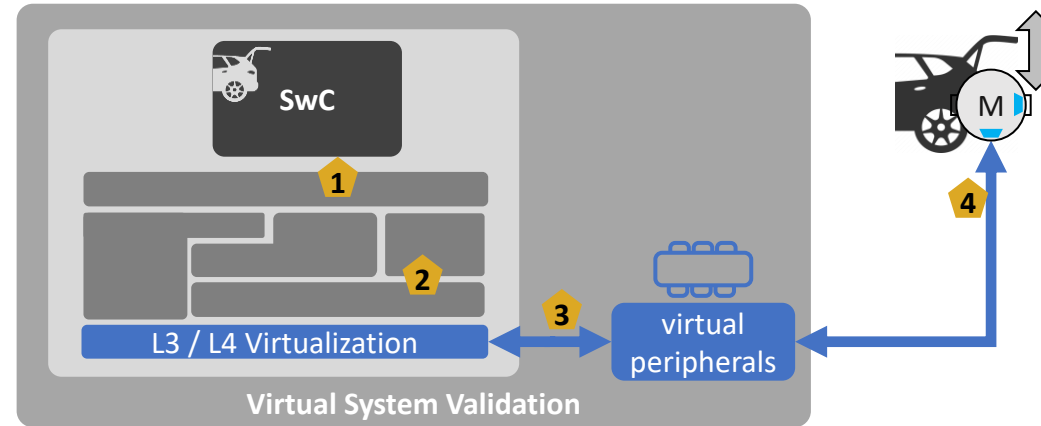 SwC
M
1
4
2
3
virtual
peripherals
L3 / L4 Virtualization
Virtual System Validation